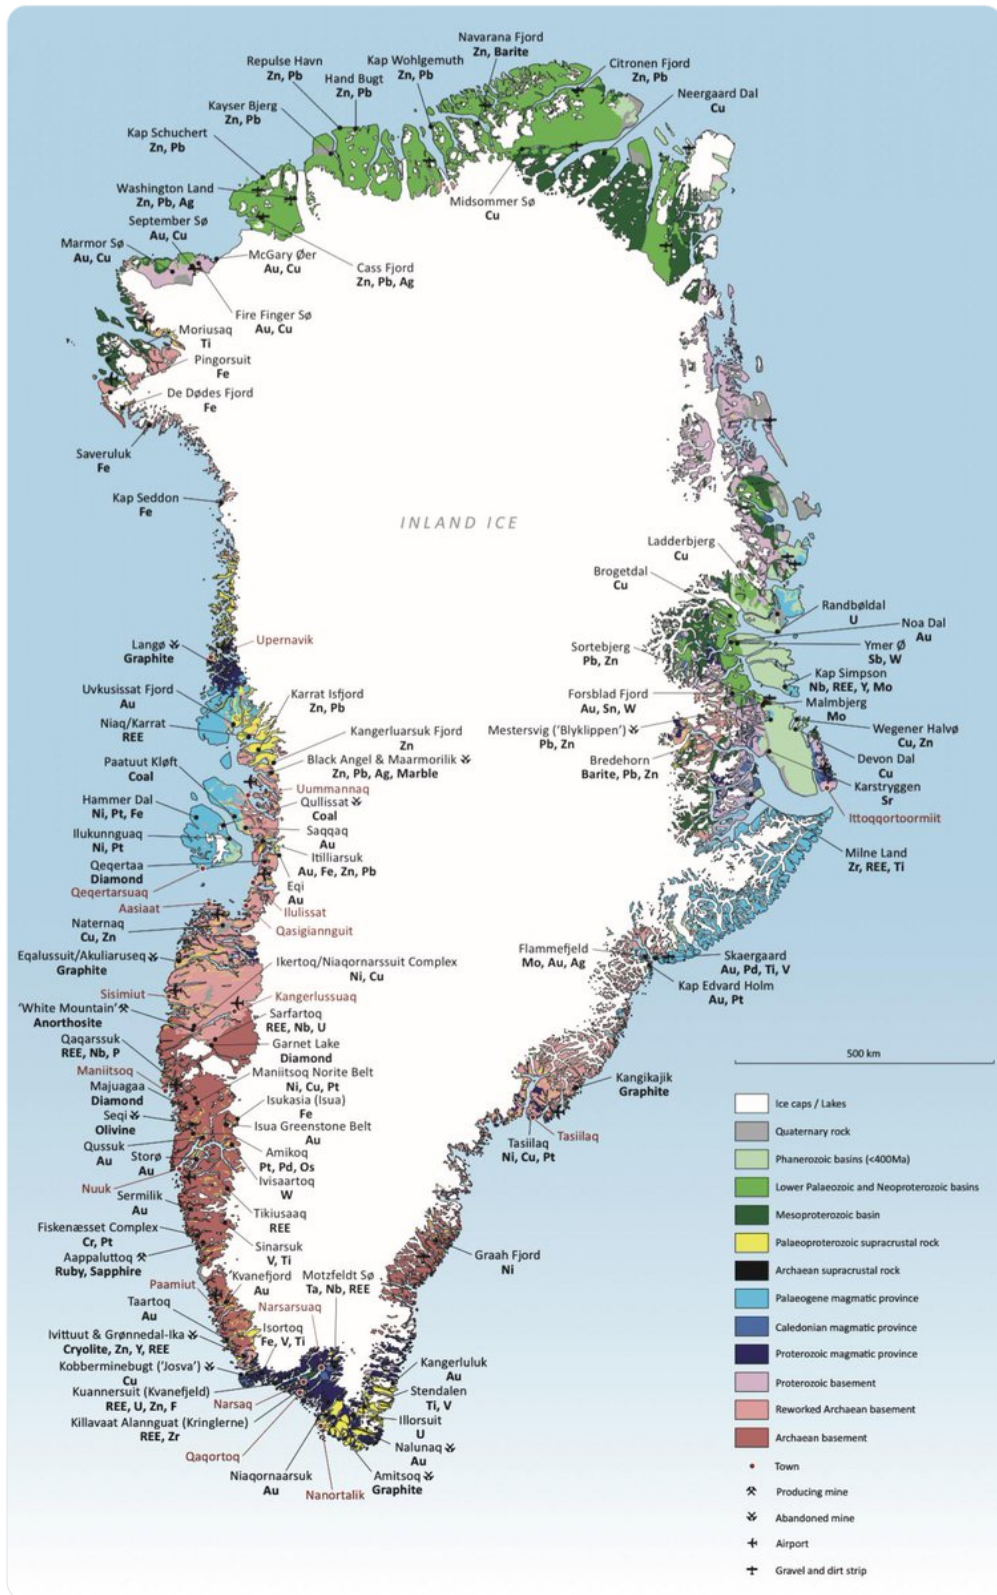 Navarana Fjord
Zn, Barite
Kap Wohlgemuth
Zn, Pb
Repulse Havn
Zn, Pb
Hand Bugt
Zn, Pb
Citronen Fjord
Zn, Pb
Kayser Bjerg
Zn, Pb
Neergaard Dal
Cu
Kap Schuchert
Zn, Pb
Washington Land
Zn, Pb, Ag
Midsommer Sø
Cu
September Sø
Au, Cu
Marmor Sø
Au, Cu
McGary Øer
Au, Cu
Cass Fjord
Zn, Pb, Ag
Fire Finger Sø
Au, Cu
Moriusaq
Ti
Pingorsuit
Fe
De Dødes Fjord
Fe
Saveruluk
Fe
Kap Seddon
Fe
INLAND ICE
Ladderbjerg
Cu
Brogetdal
Cu
Randbøldal
U
Noa Dal
Au
Ymer Ø
Sb, W
Sortebjerg
Pb, Zn
Kap Simpson
Nb, REE, Y, Mo
Forsblad Fjord
Au, Sn, W
Malmbjerg
Mo
Mestersvig ('Blyklippen')
Pb, Zn
Wegener Halvø
Cu, Zn
Bredehorn
Barite, Pb, Zn
Devon Dal
Cu
Karstryggen
Sr
Ittoqqortoormiit
Milne Land
Zr, REE, Ti
Langø
Graphite
Upernavik
Uvkusissat Fjord
Au
Karrat Isfjord
Zn, Pb
Niaq/Karrat
REE
Kangerluarsuk Fjord
Zn
Black Angel & Maarmorilik
Zn, Pb, Ag, Marble
Paatuut Kløft
Coal
Uummannaq
Qullissat
Coal
Hammer Dal
Ni, Pt, Fe
Saqqaq
Au
Ilukunnguaq
Ni, Pt
Itilliarsuk
Au, Fe, Zn, Pb
Qeqertaa
Diamond
Eqi
Au
Qeqertarsuaq
Aasiaat
Ilulissat
Qasigiannguit
Naternaq
Cu, Zn
Eqalussuit/Akuliaruseq
Graphite
Ikertoq/Niaqornarssuit Complex
Ni, Cu
Sisimiut
Kangerlussuaq
'White Mountain'
Anorthosite
Sarfartoq
REE, Nb, U
Qaqarssuk
REE, Nb, P
Garnet Lake
Diamond
Maniitsoq
Maniitsoq Norite Belt
Ni, Cu, Pt
Majuagaa
Diamond
Isukasia (Isua)
Fe
Seqi
Olivine
Isua Greenstone Belt
Au
Qussuk
Au
Amikoq
Pt, Pd, Os
Storø
Au
Ivisaartoq
W
Nuuk
Tikiusaaq
REE
Sermilik
Au
Fiskenæsset Complex
Cr, Pt
Sinarsuk
V, Ti
Aappaluttoq
Ruby, Sapphire
Paamiut
Kvanefjord
Au
Motzfeldt Sø
Ta, Nb, REE
Taartoq
Au
Narsarsuaq
Isortoq
Fe, V, Ti
Ivittuut & Grønnedal-Ika
Cryolite, Zn, Y, REE
Kobberminebugt ('Josva')
Cu
Kuannersuit (Kvanefjeld)
REE, U, Zn, F
Narsaq
Killavaat Alannguat (Kringlerne)
REE, Zr
Qaqortoq
Niaqornaarsuk
Au
Nanortalik
Amitsoq
Graphite
Nalunaq
Au
Illorsuit
U
Stendalen
Ti, V
Kangerluluk
Au
Graah Fjord
Ni
Tasiilaq
Ni, Cu, Pt
Tasiilaq
Kangikajik
Graphite
Flammefjeld
Mo, Au, Ag
Skaergaard
Au, Pd, Ti, V
Kap Edvard Holm
Au, Pt
500 km
Ice caps / Lakes
Quaternary rock
Phanerozoic basins (<400Ma)
Lower Palaeozoic and Neoproterozoic basins
Mesoproterozoic basin
Palaeoproterozoic supracrustal rock
Archaean supracrustal rock
Palaeogene magmatic province
Caledonian magmatic province
Proterozoic magmatic province
Proterozoic basement
Reworked Archaean basement
Archaean basement
Town
Producing mine
Abandoned mine
Airport
Gravel and dirt strip